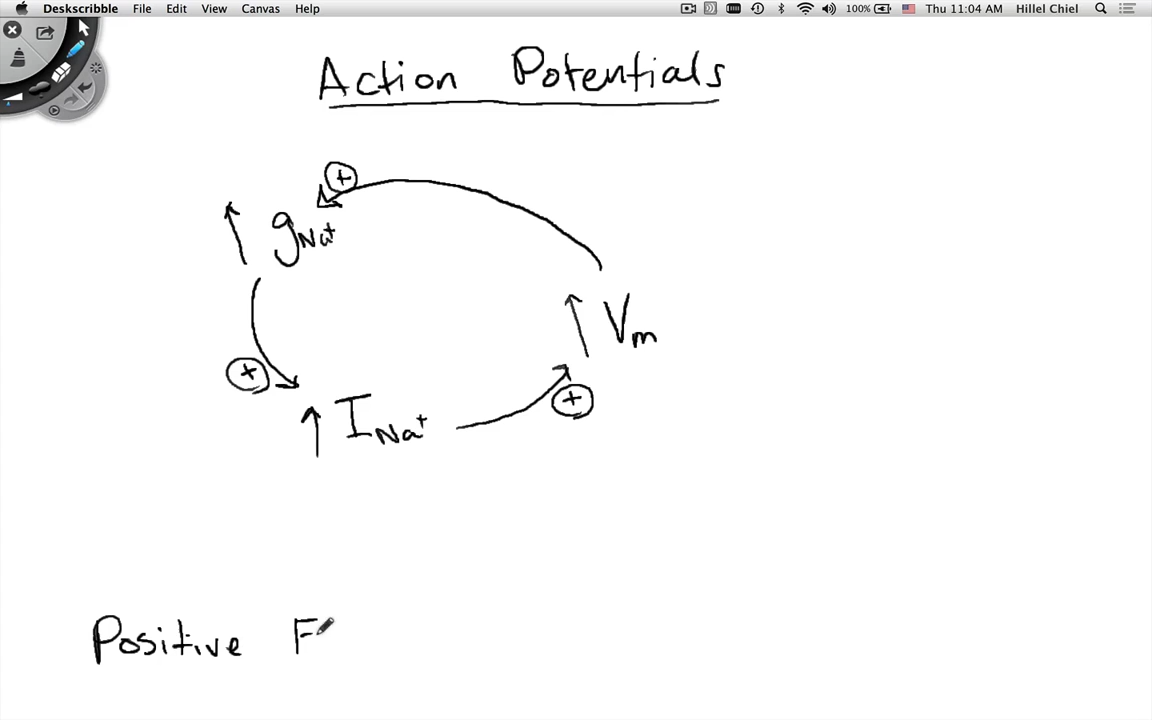 Deskscribble File Edit View Canvas Help 100% Thu 11:04 AM Hillel Chiel
Action Potentials
+
↑ gNa+
↑ Vm
+
+
↑ INa+
Positive F